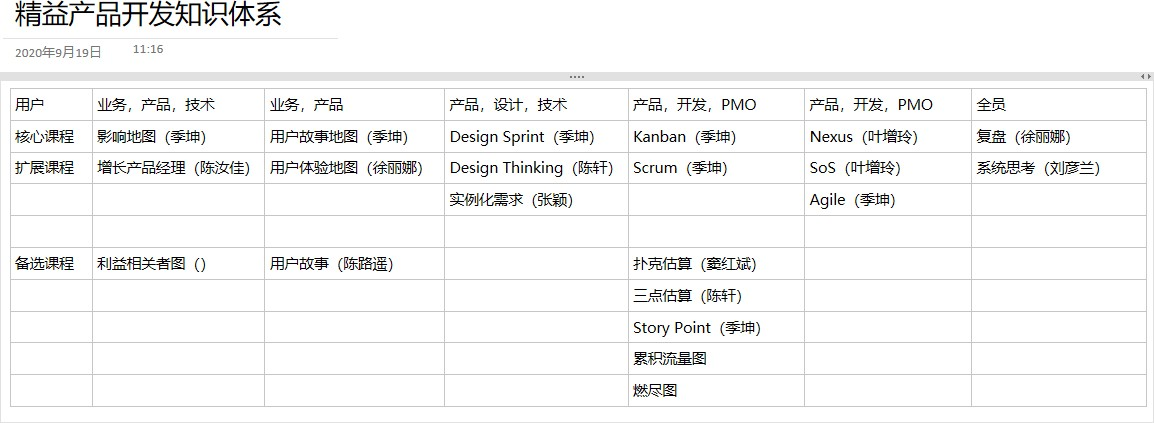 精益产品开发知识体系
2020年9月19日 11:16
用户 业务，产品，技术 业务，产品 产品，设计，技术 产品，开发，PMO 产品，开发，PMO 全员
核心课程 影响地图（季坤） 用户故事地图（季坤） Design Sprint（季坤） Kanban（季坤） Nexus（叶增玲） 复盘（徐丽娜）
扩展课程 增长产品经理（陈汝佳） 用户体验地图（徐丽娜） Design Thinking（陈轩） Scrum（季坤） SoS（叶增玲） 系统思考（刘彦兰）
实例化需求（张颖） Agile（季坤）
备选课程 利益相关者图（） 用户故事（陈路遥） 扑克估算（窦红斌）
三点估算（陈轩）
Story Point（季坤）
累积流量图
燃尽图